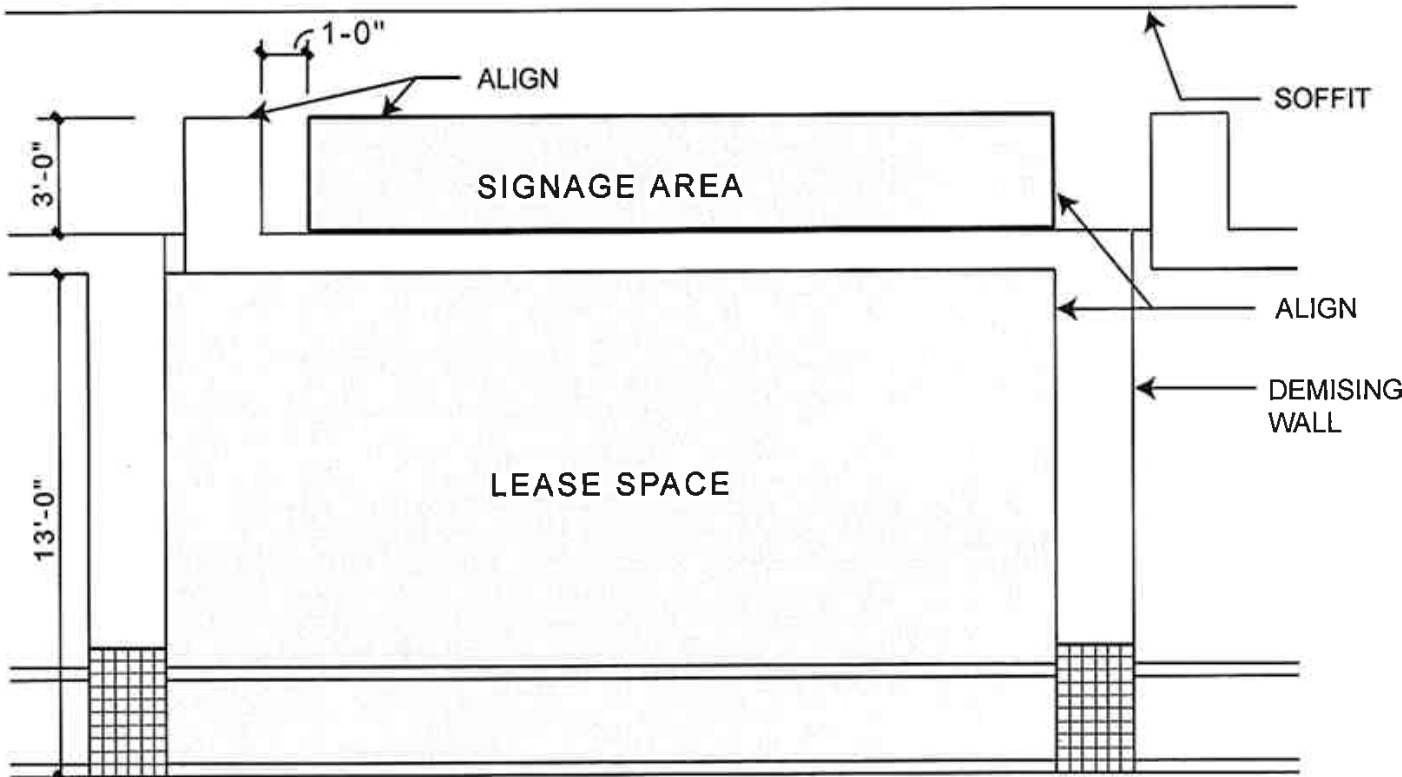 1-0"
ALIGN
SOFFIT
3'-0"
SIGNAGE AREA
ALIGN
DEMISING
WALL
LEASE SPACE
13'-0"